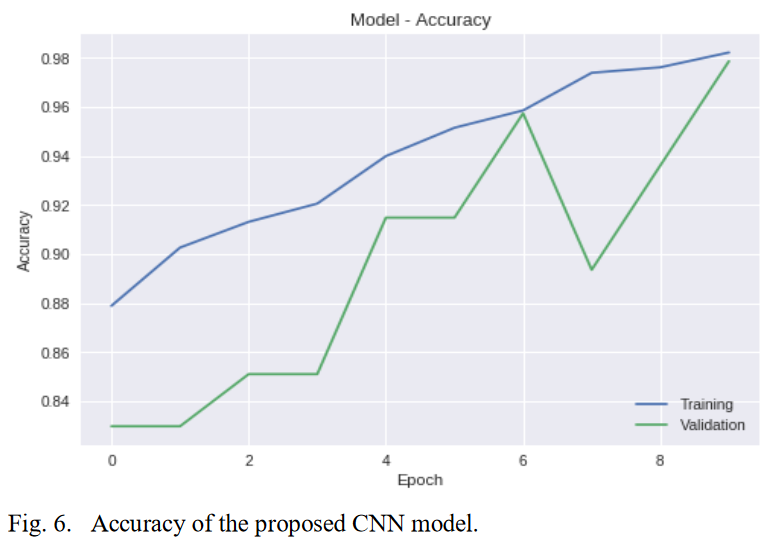 Model - Accuracy
0.98
0.96
0.94
0.92
0.90
0.88
0.86
0.84
Accuracy
Training
Validation
0 2 4 6 8
Epoch
Fig. 6. Accuracy of the proposed CNN model.